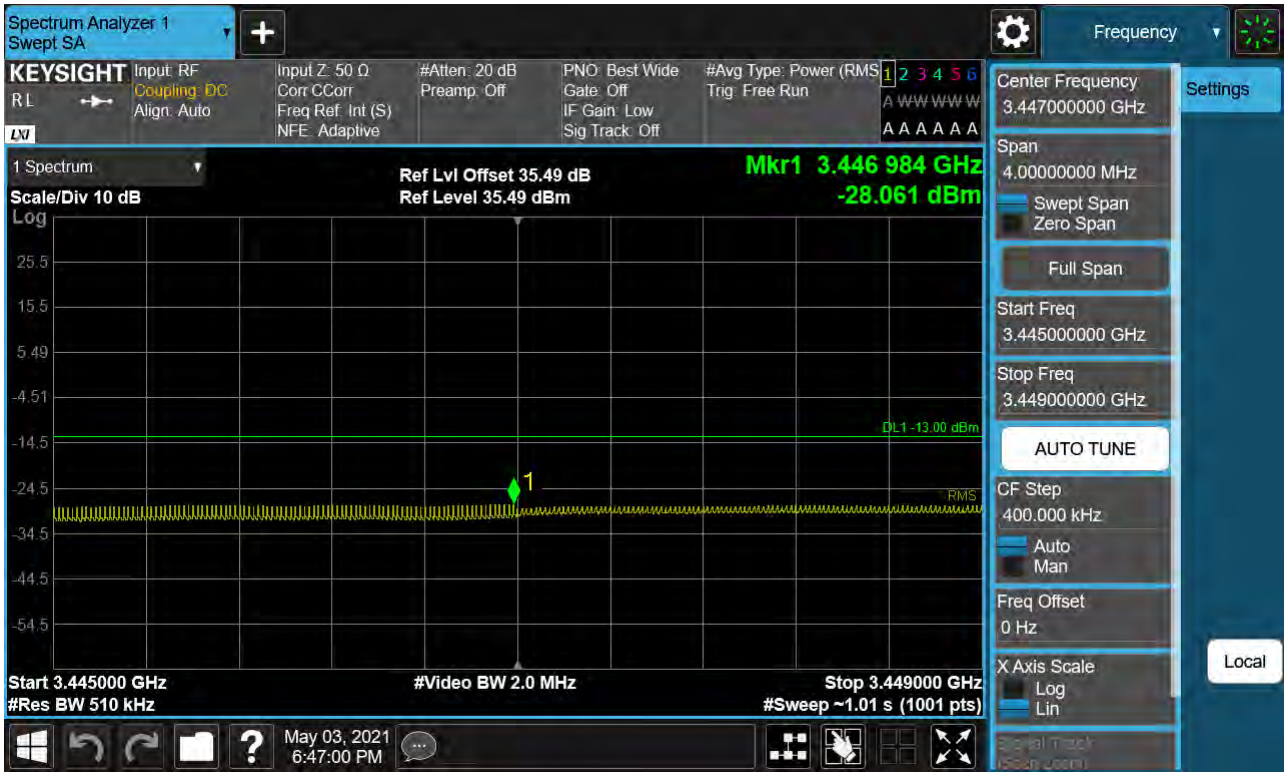 Spectrum Analyzer 1
Swept SA
Frequency
KEYSIGHT
RL
LXI
Input: RF
Coupling: DC
Align: Auto
Input Z: 50 Ω
Corr CCorr
Freq Ref: Int (S)
NFE: Adaptive
#Atten: 20 dB
Preamp: Off
PNO: Best Wide
Gate: Off
IF Gain: Low
Sig Track: Off
#Avg Type: Power (RMS
Trig: Free Run
1 2 3 4 5 6
A W W W W W
A A A A A A
1 Spectrum
Scale/Div 10 dB
Log
Ref Lvl Offset 35.49 dB
Ref Level 35.49 dBm
Mkr1 3.446 984 GHz
-28.061 dBm
25.5
15.5
5.49
-4.51
DL1 -13.00 dBm
-14.5
1
-24.5
RMS
-34.5
-44.5
-54.5
Start 3.445000 GHz
#Video BW 2.0 MHz
Stop 3.449000 GHz
#Res BW 510 kHz
#Sweep ~1.01 s (1001 pts)
Center Frequency
3.447000000 GHz
Span
4.00000000 MHz
Swept Span
Zero Span
Full Span
Start Freq
3.445000000 GHz
Stop Freq
3.449000000 GHz
AUTO TUNE
CF Step
400.000 kHz
Auto
Man
Freq Offset
0 Hz
X Axis Scale
Log
Lin
Signal Track
(Span Zoom)
Settings
Local
?
May 03, 2021
6:47:00 PM